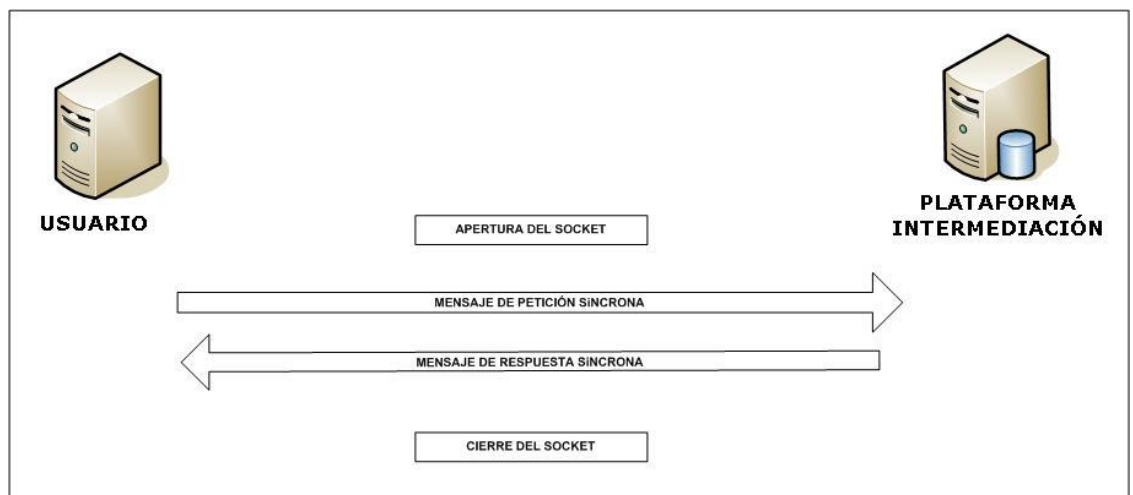 USUARIO
PLATAFORMA
INTERMEDIACIÓN
APERTURA DEL SOCKET
MENSAJE DE PETICIÓN SíNCRONA
MENSAJE DE RESPUESTA SíNCRONA
CIERRE DEL SOCKET